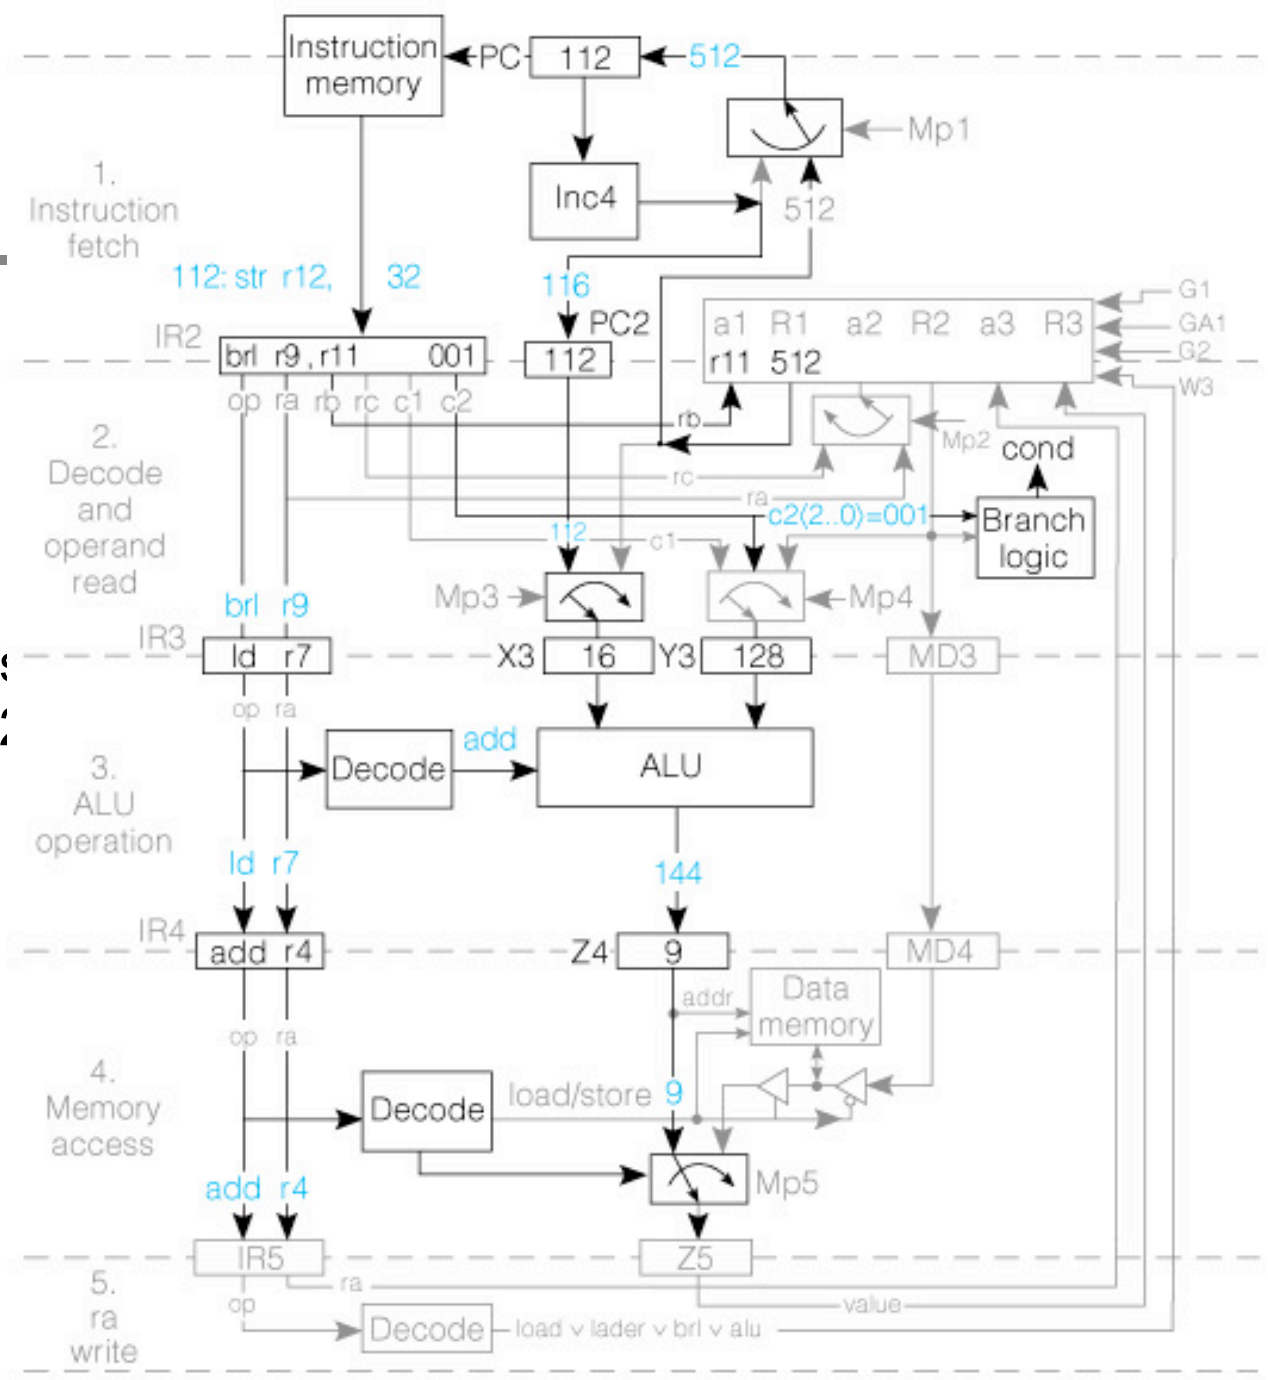 Instruction
memory
PC
112
512
Mp1
Inc4
512
1.
Instruction
fetch
112: str r12, 32
116
IR2
PC2
G1
GA1
G2
W3
a1 R1 a2 R2 a3 R3
r11 512
brl r9 , r11 001
112
op ra rb rc c1 c2
rb
Mp2
cond
2.
Decode
and
operand
read
rc
ra
c2(2..0)=001
Branch
logic
112
c1
Mp3
Mp4
brl r9
IR3
ld r7
X3
16
Y3
128
MD3
op ra
3.
ALU
operation
Decode
add
ALU
ld r7
144
IR4
add r4
Z4
9
MD4
addr
Data
memory
op ra
4.
Memory
access
Decode
load/store
9
Mp5
add r4
IR5
Z5
5.
ra
write
ra
op
value
Decode
load v lader v brl v alu